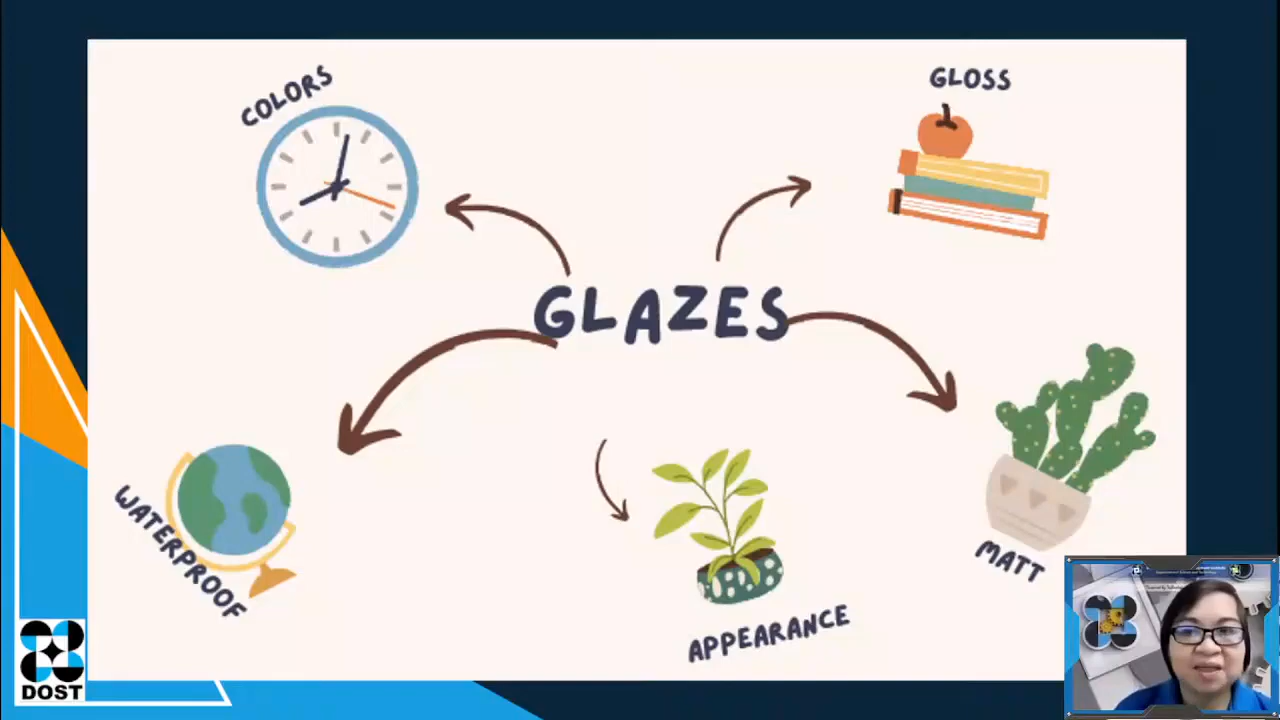 COLORS
GLOSS
GLAZES
WATERPROOF
MATT
APPEARANCE
DOST